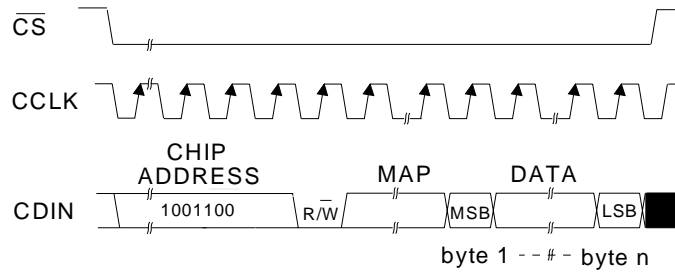 CS
CCLK
CHIP
ADDRESS
MAP
DATA
CDIN
1001100
R/W
MSB
LSB
byte 1
byte n